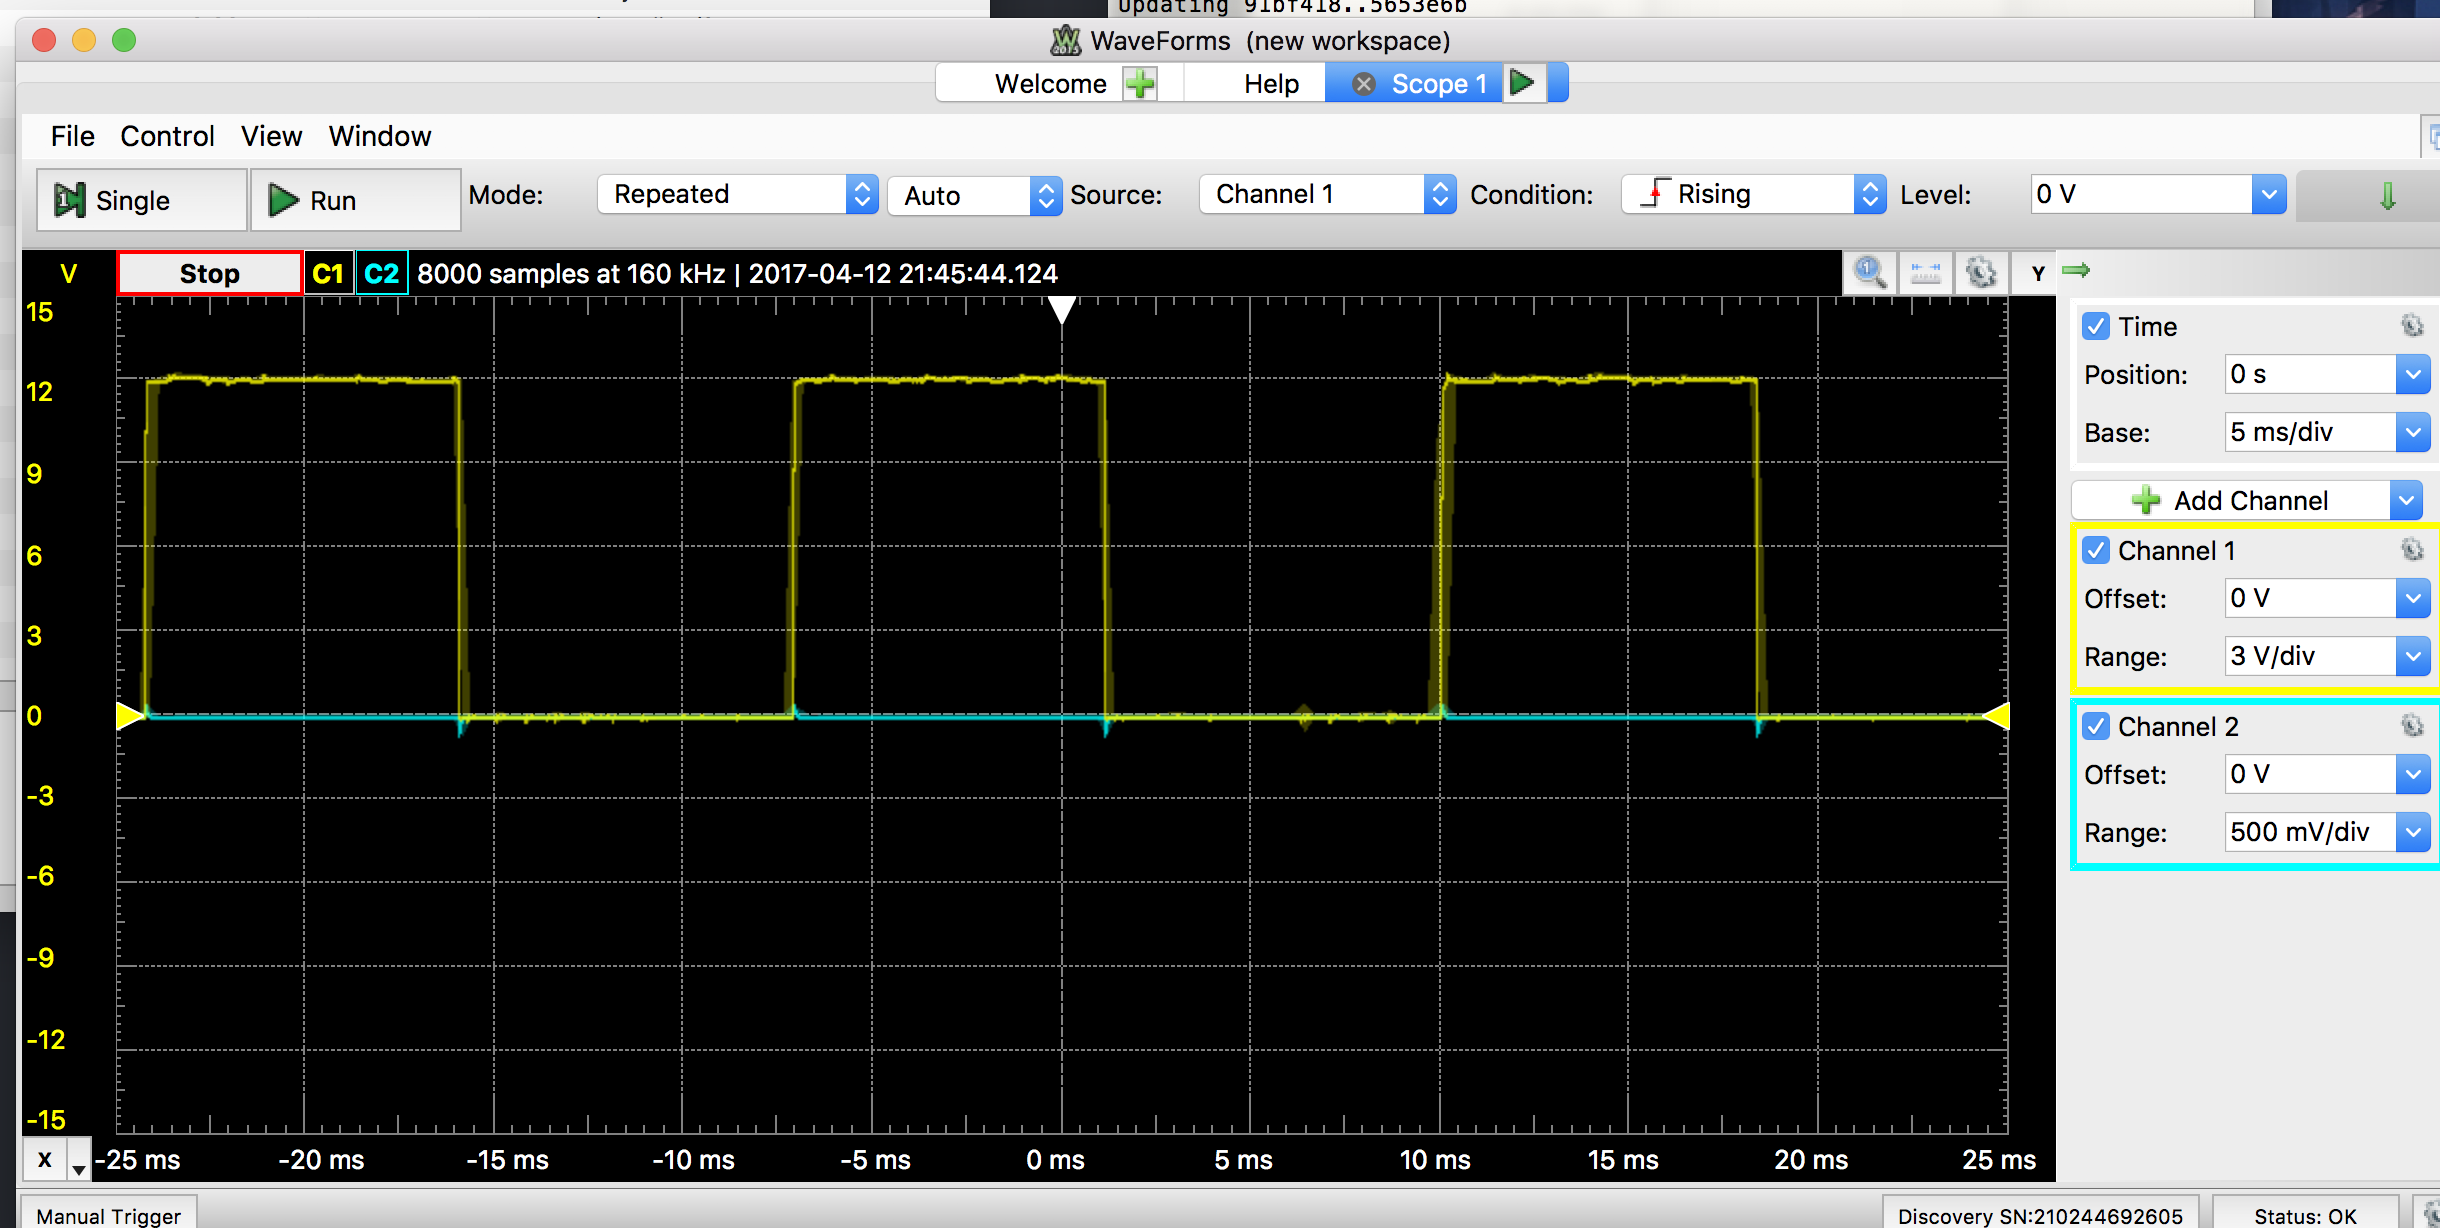 Updating 91bf418..5653e6b
WaveForms (new workspace)
Welcome Help Scope 1
File Control View Window
Single Run Mode: Repeated Auto Source: Channel 1 Condition: Rising Level: 0 V
V Stop C1 C2 8000 samples at 160 kHz | 2017-04-12 21:45:44.124 Y
15
12
9
6
3
0
-3
-6
-9
-12
-15
X -25 ms -20 ms -15 ms -10 ms -5 ms 0 ms 5 ms 10 ms 15 ms 20 ms 25 ms
Time
Position: 0 s
Base: 5 ms/div
Add Channel
Channel 1
Offset: 0 V
Range: 3 V/div
Channel 2
Offset: 0 V
Range: 500 mV/div
Manual Trigger Discovery SN:210244692605 Status: OK